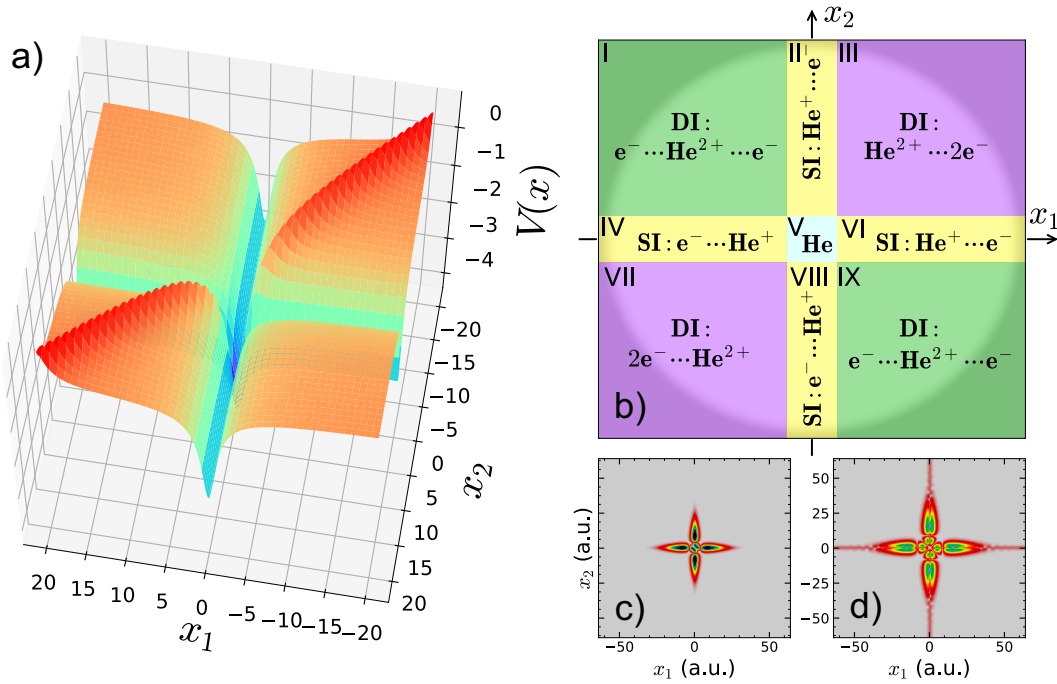 a)
0
−1
−2
−3
−4
V(x)
−20
−15
−10
−5
0
5
10
15
20
x₂
20
15
10
5
0
−5
−10
−15
−20
x₁
x₂
x₁
I
DI :
e⁻ ⋯ He²⁺ ⋯ e⁻
II
SI : He⁺ ⋯ e⁻
III
DI :
He²⁺ ⋯ 2e⁻
IV
SI : e⁻ ⋯ He⁺
V
He
VI
SI : He⁺ ⋯ e⁻
VII
DI :
2e⁻ ⋯ He²⁺
VIII
SI : e⁻ ⋯ He⁺
IX
DI :
e⁻ ⋯ He²⁺ ⋯ e⁻
b)
x₂ (a.u.)
c)
−50
0
50
x₁ (a.u.)
50
25
0
−25
−50
d)
−50
0
50
x₁ (a.u.)